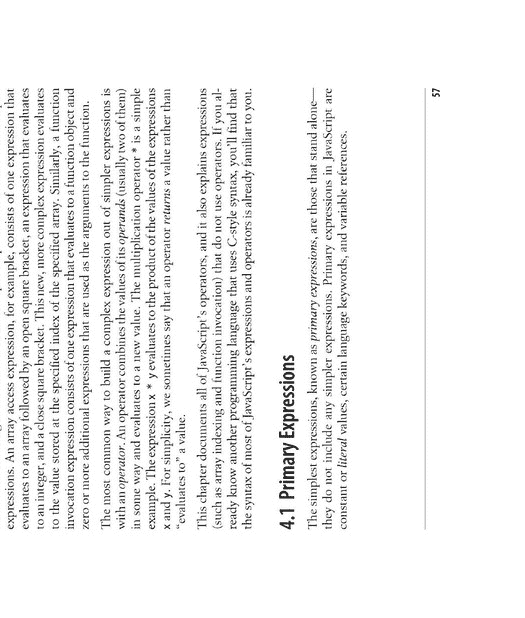 expressions. An array access expression, for example, consists of one expression that
evaluates to an array followed by an open square bracket, an expression that evaluates
to an integer, and a close square bracket. This new, more complex expression evaluates
to the value stored at the specified index of the specified array. Similarly, a function
invocation expression consists of one expression that evaluates to a function object and
zero or more additional expressions that are used as the arguments to the function.
The most common way to build a complex expression out of simpler expressions is
with an operator. An operator combines the values of its operands (usually two of them)
in some way and evaluates to a new value. The multiplication operator * is a simple
example. The expression x * y evaluates to the product of the values of the expressions
x and y. For simplicity, we sometimes say that an operator returns a value rather than
“evaluates to” a value.
This chapter documents all of JavaScript’s operators, and it also explains expressions
(such as array indexing and function invocation) that do not use operators. If you al-
ready know another programming language that uses C-style syntax, you’ll find that
the syntax of most of JavaScript’s expressions and operators is already familiar to you.
4.1 Primary Expressions
The simplest expressions, known as primary expressions, are those that stand alone—
they do not include any simpler expressions. Primary expressions in JavaScript are
constant or literal values, certain language keywords, and variable references.
57